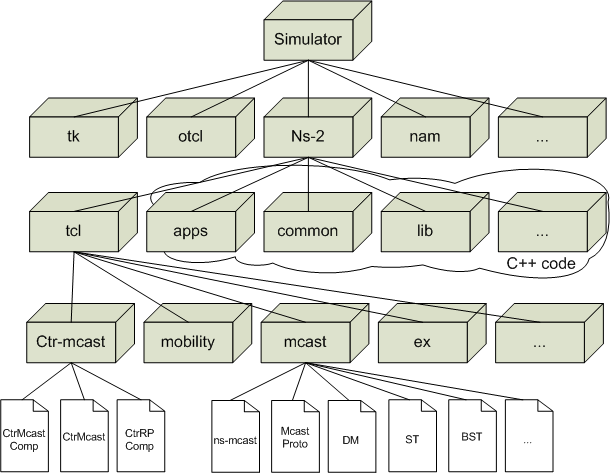 Simulator
tk
otcl
Ns-2
nam
...
tcl
apps
common
lib
...
C++ code
Ctr-mcast
mobility
mcast
ex
...
CtrMcast
Comp
CtrMcast
CtrRP
Comp
ns-mcast
Mcast
Proto
DM
ST
BST
...